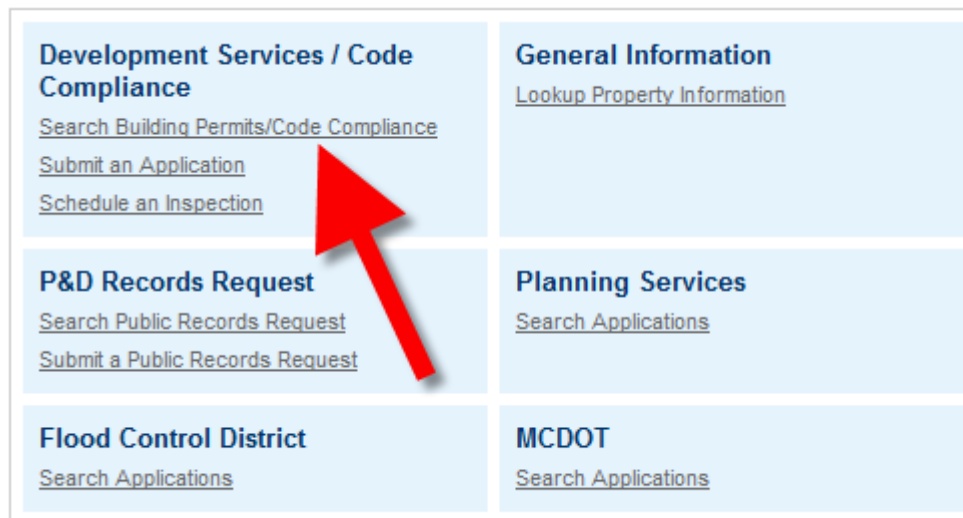 Development Services / Code
Compliance
Search Building Permits/Code Compliance
Submit an Application
Schedule an Inspection
General Information
Lookup Property Information
P&D Records Request
Search Public Records Request
Submit a Public Records Request
Planning Services
Search Applications
Flood Control District
Search Applications
MCDOT
Search Applications